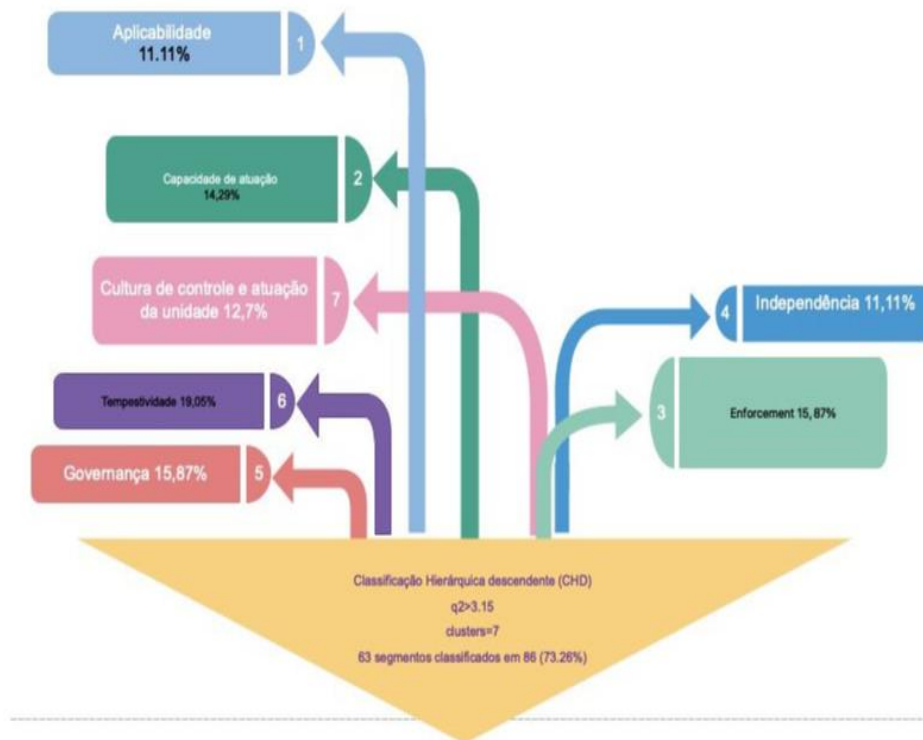 Aplicabilidade
11.11%
1
Capacidade de atuação
14,29%
2
Cultura de controle e atuação
da unidade 12,7%
7
4
Independência 11,11%
Tempestividade 19,05%
6
3
Enforcement 15, 87%
Governança 15,87%
5
Classificação Hierárquica descendente (CHD)
q2>3.15
clusters=7
63 segmentos classificados em 86 (73.26%)